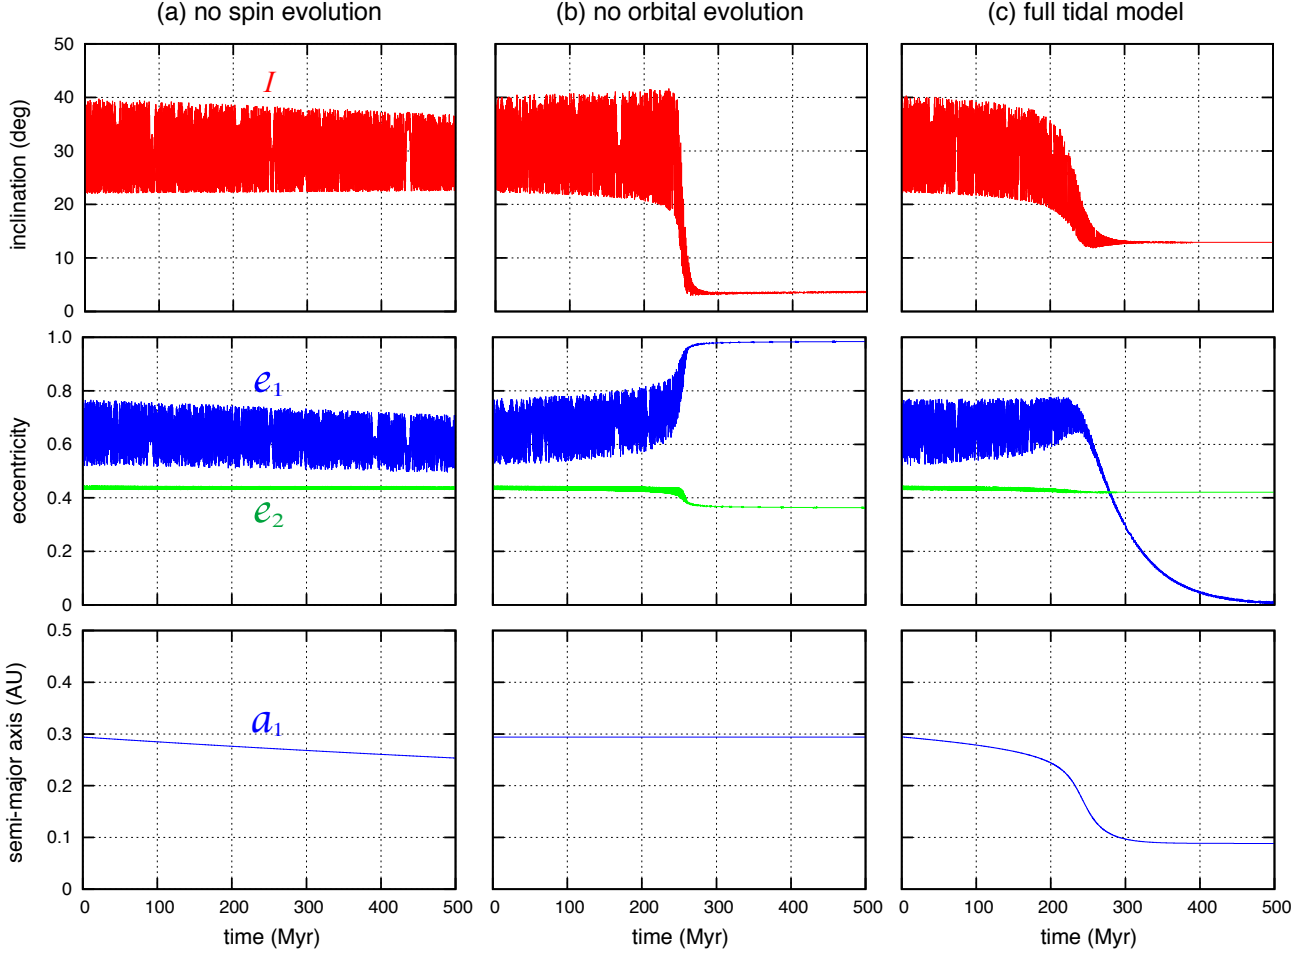 (a) no spin evolution
(b) no orbital evolution
(c) full tidal model
inclination (deg)
50
40
30
20
10
0
I
eccentricity
1.0
0.8
0.6
0.4
0.2
0
e1
e2
semi-major axis (AU)
0.5
0.4
0.3
0.2
0.1
0
a1
0 100 200 300 400 500
0 100 200 300 400 500
0 100 200 300 400 500
time (Myr)
time (Myr)
time (Myr)